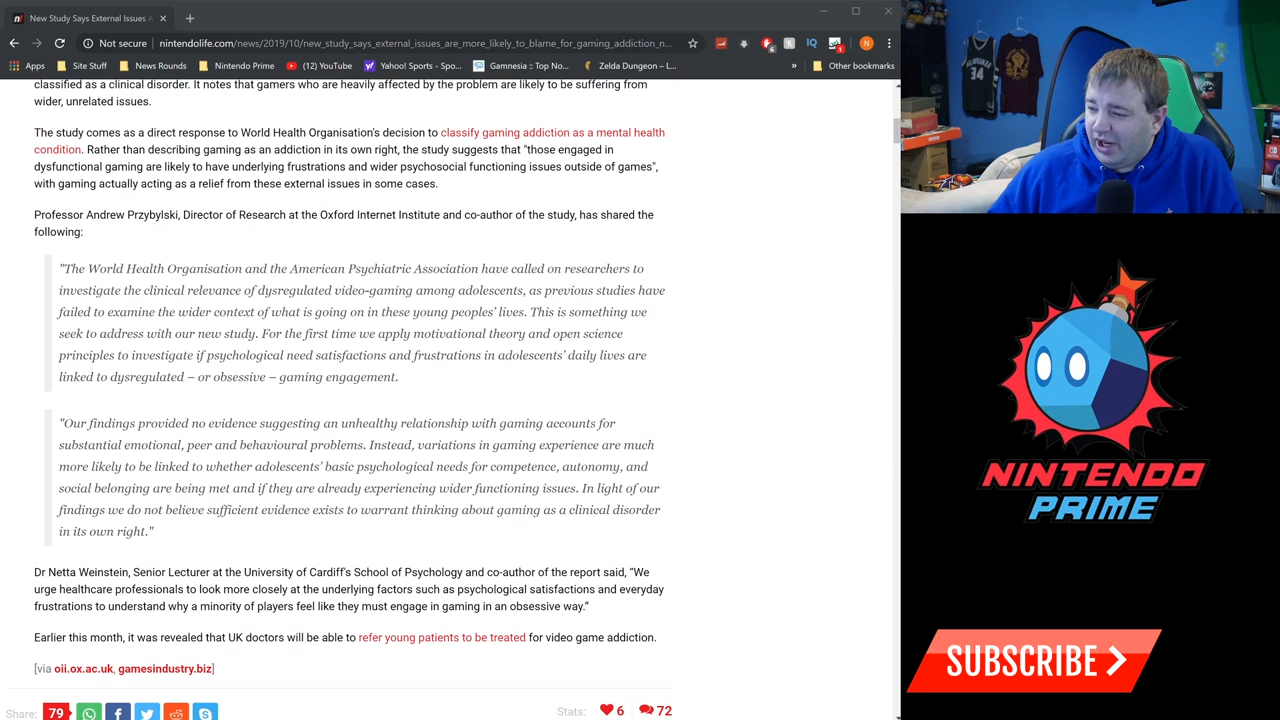 New Study Says External Issues A
Not secure
nintendolife.com/news/2019/10/new_study_says_external_issues_are_more_likely_to_blame_for_gaming_addiction_n...
6
IQ
1
N
Apps
Site Stuff
News Rounds
Nintendo Prime
(12) YouTube
Yahoo! Sports - Spo...
Gamnesia :: Top No...
Zelda Dungeon – L...
»
Other bookmarks
classified as a clinical disorder. It notes that gamers who are heavily affected by the problem are likely to be suffering from
wider, unrelated issues.
The study comes as a direct response to World Health Organisation's decision to classify gaming addiction as a mental health
condition. Rather than describing gaming as an addiction in its own right, the study suggests that "those engaged in
dysfunctional gaming are likely to have underlying frustrations and wider psychosocial functioning issues outside of games",
with gaming actually acting as a relief from these external issues in some cases.
Professor Andrew Przybylski, Director of Research at the Oxford Internet Institute and co-author of the study, has shared the
following:
"The World Health Organisation and the American Psychiatric Association have called on researchers to
investigate the clinical relevance of dysregulated video-gaming among adolescents, as previous studies have
failed to examine the wider context of what is going on in these young peoples' lives. This is something we
seek to address with our new study. For the first time we apply motivational theory and open science
principles to investigate if psychological need satisfactions and frustrations in adolescents' daily lives are
linked to dysregulated – or obsessive – gaming engagement.
"Our findings provided no evidence suggesting an unhealthy relationship with gaming accounts for
substantial emotional, peer and behavioural problems. Instead, variations in gaming experience are much
more likely to be linked to whether adolescents' basic psychological needs for competence, autonomy, and
social belonging are being met and if they are already experiencing wider functioning issues. In light of our
findings we do not believe sufficient evidence exists to warrant thinking about gaming as a clinical disorder
in its own right."
Dr Netta Weinstein, Senior Lecturer at the University of Cardiff's School of Psychology and co-author of the report said, “We
urge healthcare professionals to look more closely at the underlying factors such as psychological satisfactions and everyday
frustrations to understand why a minority of players feel like they must engage in gaming in an obsessive way.”
Earlier this month, it was revealed that UK doctors will be able to refer young patients to be treated for video game addiction.
[via oii.ox.ac.uk, gamesindustry.biz]
Share: 79
Stats: 6 72
34
NINTENDO
PRIME
SUBSCRIBE